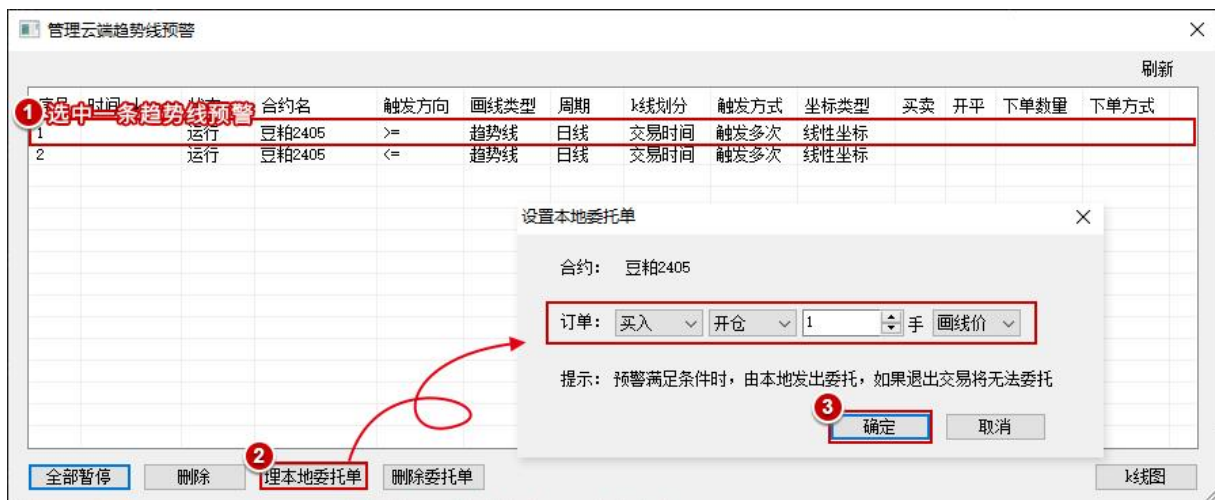 管理云端趋势线预警
刷新
合约名 触发方向 画线类型 周期 k线划分 触发方式 坐标类型 买卖 开平 下单数量 下单方式
1 选中一条趋势线预警
1 运行 豆粕2405 >= 趋势线 日线 交易时间 触发多次 线性坐标
2 运行 豆粕2405 <= 趋势线 日线 交易时间 触发多次 线性坐标
设置本地委托单
合约: 豆粕2405
订单: 买入 开仓 1 手 画线价
提示: 预警满足条件时，由本地发出委托，如果退出交易将无法委托
3
确定 取消
2
全部暂停 删除 理本地委托单 删除委托单 k线图